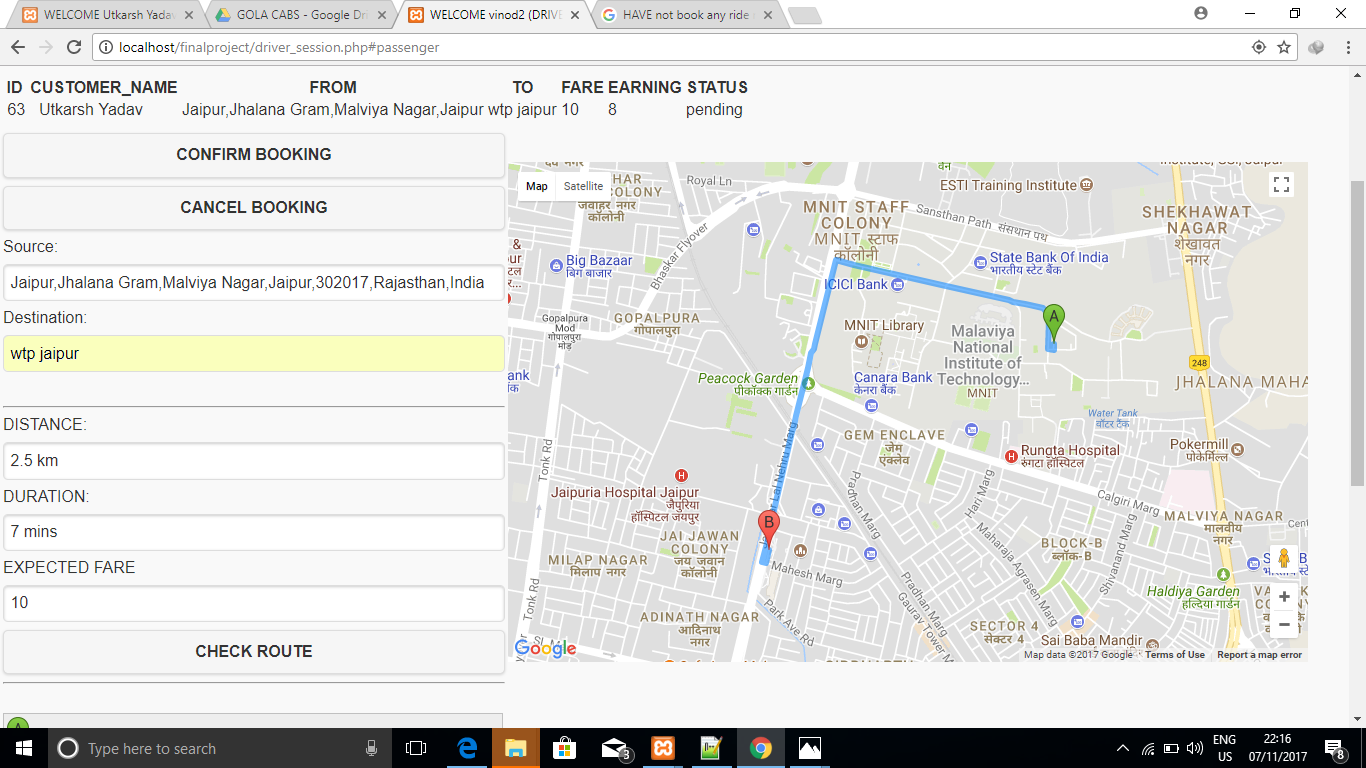 WELCOME Utkarsh Yadav
GOLA CABS - Google Dri
WELCOME vinod2 (DRIVE
HAVE not book any ride
localhost/finalproject/driver_session.php#passenger
ID CUSTOMER_NAME FROM TO FARE EARNING STATUS
63 Utkarsh Yadav Jaipur,Jhalana Gram,Malviya Nagar,Jaipur wtp jaipur 10 8 pending
CONFIRM BOOKING
CANCEL BOOKING
Source:
Jaipur,Jhalana Gram,Malviya Nagar,Jaipur,302017,Rajasthan,India
Destination:
wtp jaipur
DISTANCE:
2.5 km
DURATION:
7 mins
EXPECTED FARE
10
CHECK ROUTE
A
Map Satellite
Royal Ln
COLONY
जवाहर नगर
कॉलोनी
Bhaskar Flyover
MNIT STAFF
COLONY
MNIT स्टाफ
कॉलोनी
ESTI Training Institute
Sansthan Path संस्थान पथ
SHEKHAWAT
NAGAR
शेखावत
नगर
Big Bazaar
बिग बाजार
State Bank Of India
भारतीय स्टेट बैंक
ICICI Bank
GOPALPURA
गोपालपुरा
Gopalpura
Mod
गोपालपुरा
मोड़
MNIT Library
A
Malaviya
National
Institute of
Technology...
MNIT
248
JHALANA MAHA
Peacock Garden
पीकॉक गार्डन
Canara Bank
केनरा बैंक
Water Tank
वॉटर टैंक
GEM ENCLAVE
जेम
एंक्लेव
Rungta Hospital
रुंगटा हॉस्पिटल
Pokermill
पोकेर्मिल्ल
Tonk Rd
Lal Nehru Marg
Jaipuria Hospital Jaipur
जैपुरिया
हॉस्पिटल जयपुर
Pradhan Marg
Hari Marg
Calgiri Marg
MALVIYA NAGAR
मालवीय
नगर
B
JAI JAWAN
COLONY
जय जवान
कॉलोनी
MILAP NAGAR
मिलाप नगर
Mahesh Marg
Maharaja Agrasen Marg
BLOCK-B
ब्लॉक-B
Shivanand Marg
Haldiya Garden
हल्दिया गार्डन
Tonk Rd
ADINATH NAGAR
आदिनाथ
नगर
Park Ave Rd
Pradhan Marg
Gaurav Tower M
SECTOR 4
सेक्टर 4
Sai Baba Mandir
Google
Map data ©2017 Google Terms of Use Report a map error
Type here to search
3
ENG
US
22:16
07/11/2017
8